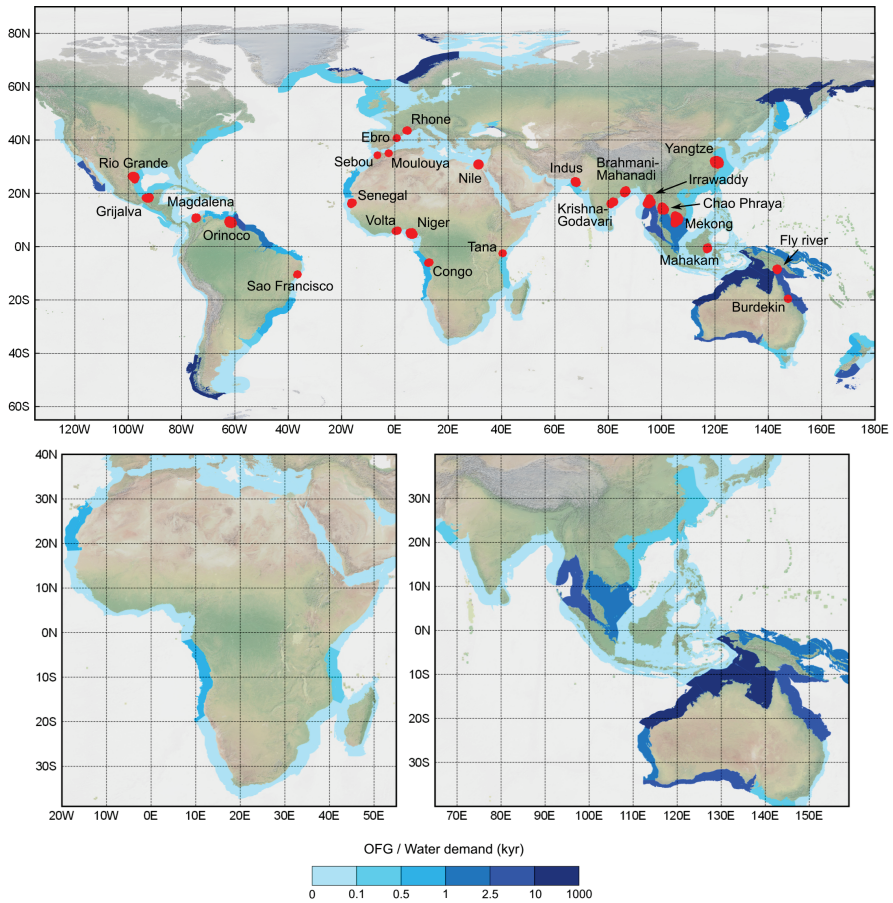 80N
60N
40N
20N
0N
20S
40S
60S
Rhone
Ebro
Sebou
Moulouya
Nile
Indus
Brahmani-
Mahanadi
Yangtze
Irrawaddy
Rio Grande
Magdalena
Senegal
Krishna-
Godavari
Chao Phraya
Grijalva
Orinoco
Volta
Niger
Tana
Mekong
Mahakam
Fly river
Congo
Sao Francisco
Burdekin
120W 100W 80W 60W 40W 20W 0E 20E 40E 60E 80E 100E 120E 140E 160E 180E
40N
30N
20N
10N
0N
10S
20S
30S
20W 10W 0E 10E 20E 30E 40E 50E
30N
20N
10N
0N
10S
20S
30S
70E 80E 90E 100E 110E 120E 130E 140E 150E
OFG / Water demand (kyr)
0 0.1 0.5 1 2.5 10 1000